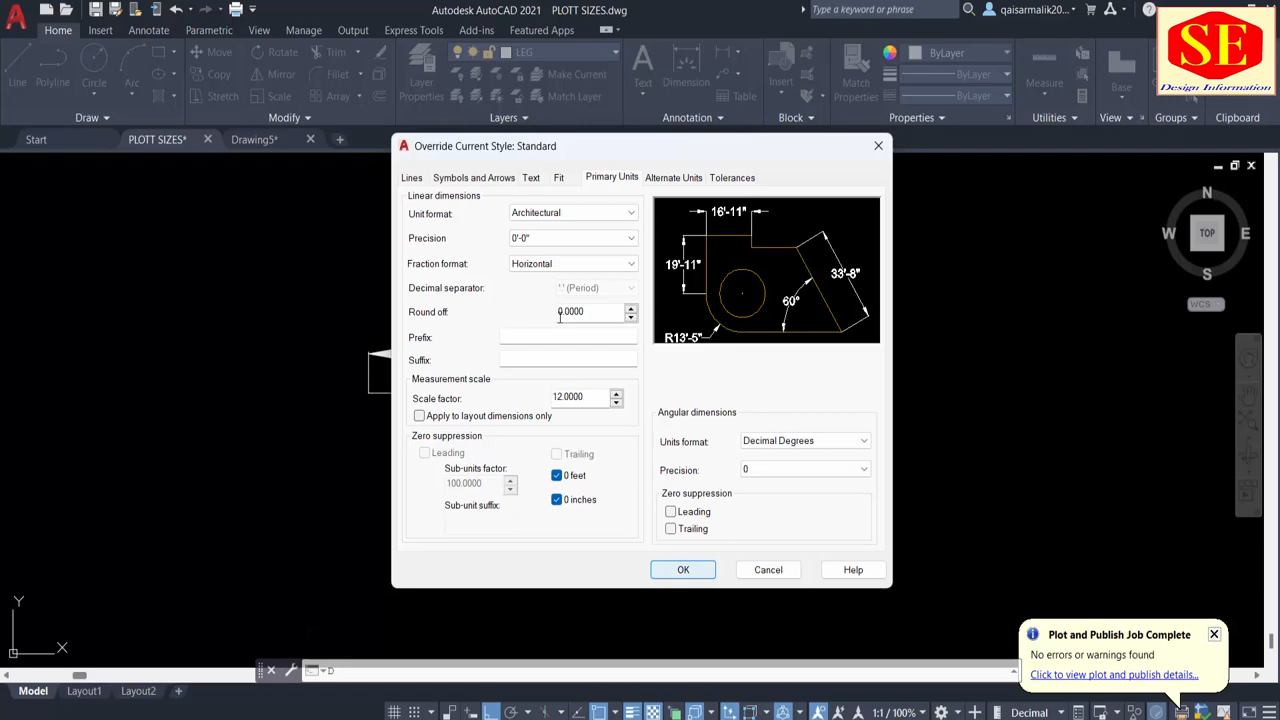 Autodesk AutoCAD 2021 PLOTT SIZES.dwg
Type a keyword or phrase
qaisarmalik20...
Home Insert Annotate Parametric View Manage Output Express Tools Add-ins Featured Apps
SE
Design Information
Line Polyline Circle Arc
Move Rotate Trim
Copy Mirror Fillet
Stretch Scale Array
LEG
Layer Properties
Make Current
Match Layer
Text Dimension
Table
Insert
Match Properties
ByLayer
ByLayer
ByLayer
Measure
Base
Draw Modify Layers Annotation Block Properties Utilities View Groups Clipboard
Start PLOTT SIZES* Drawing5*
Override Current Style: Standard
Lines Symbols and Arrows Text Fit Primary Units Alternate Units Tolerances
Linear dimensions
Unit format: Architectural
Precision 0'-0"
Fraction format: Horizontal
Decimal separator: '.' (Period)
Round off: 0.0000
Prefix:
Suffix:
Measurement scale
Scale factor: 12.0000
Apply to layout dimensions only
Zero suppression
Leading
Trailing
Sub-units factor:
100.0000
0 feet
Sub-unit suffix:
0 inches
16'-11"
19'-11"
33'-8"
60°
R13'-5"
Angular dimensions
Units format: Decimal Degrees
Precision: 0
Zero suppression
Leading
Trailing
OK Cancel Help
N
W TOP E
S
WCS
Y
X
D
Plot and Publish Job Complete
No errors or warnings found
Click to view plot and publish details...
Model Layout1 Layout2
1:1 / 100%
Decimal